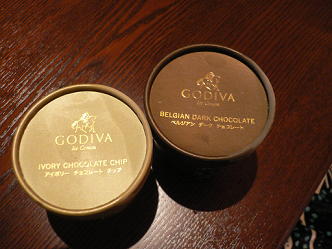 GODIVA
Ice Cream
IVORY CHOCOLATE CHIP
アイボリー チョコレート チップ
GODIVA
Ice Cream
BELGIAN DARK CHOCOLATE
ベルジアン ダーク チョコレート